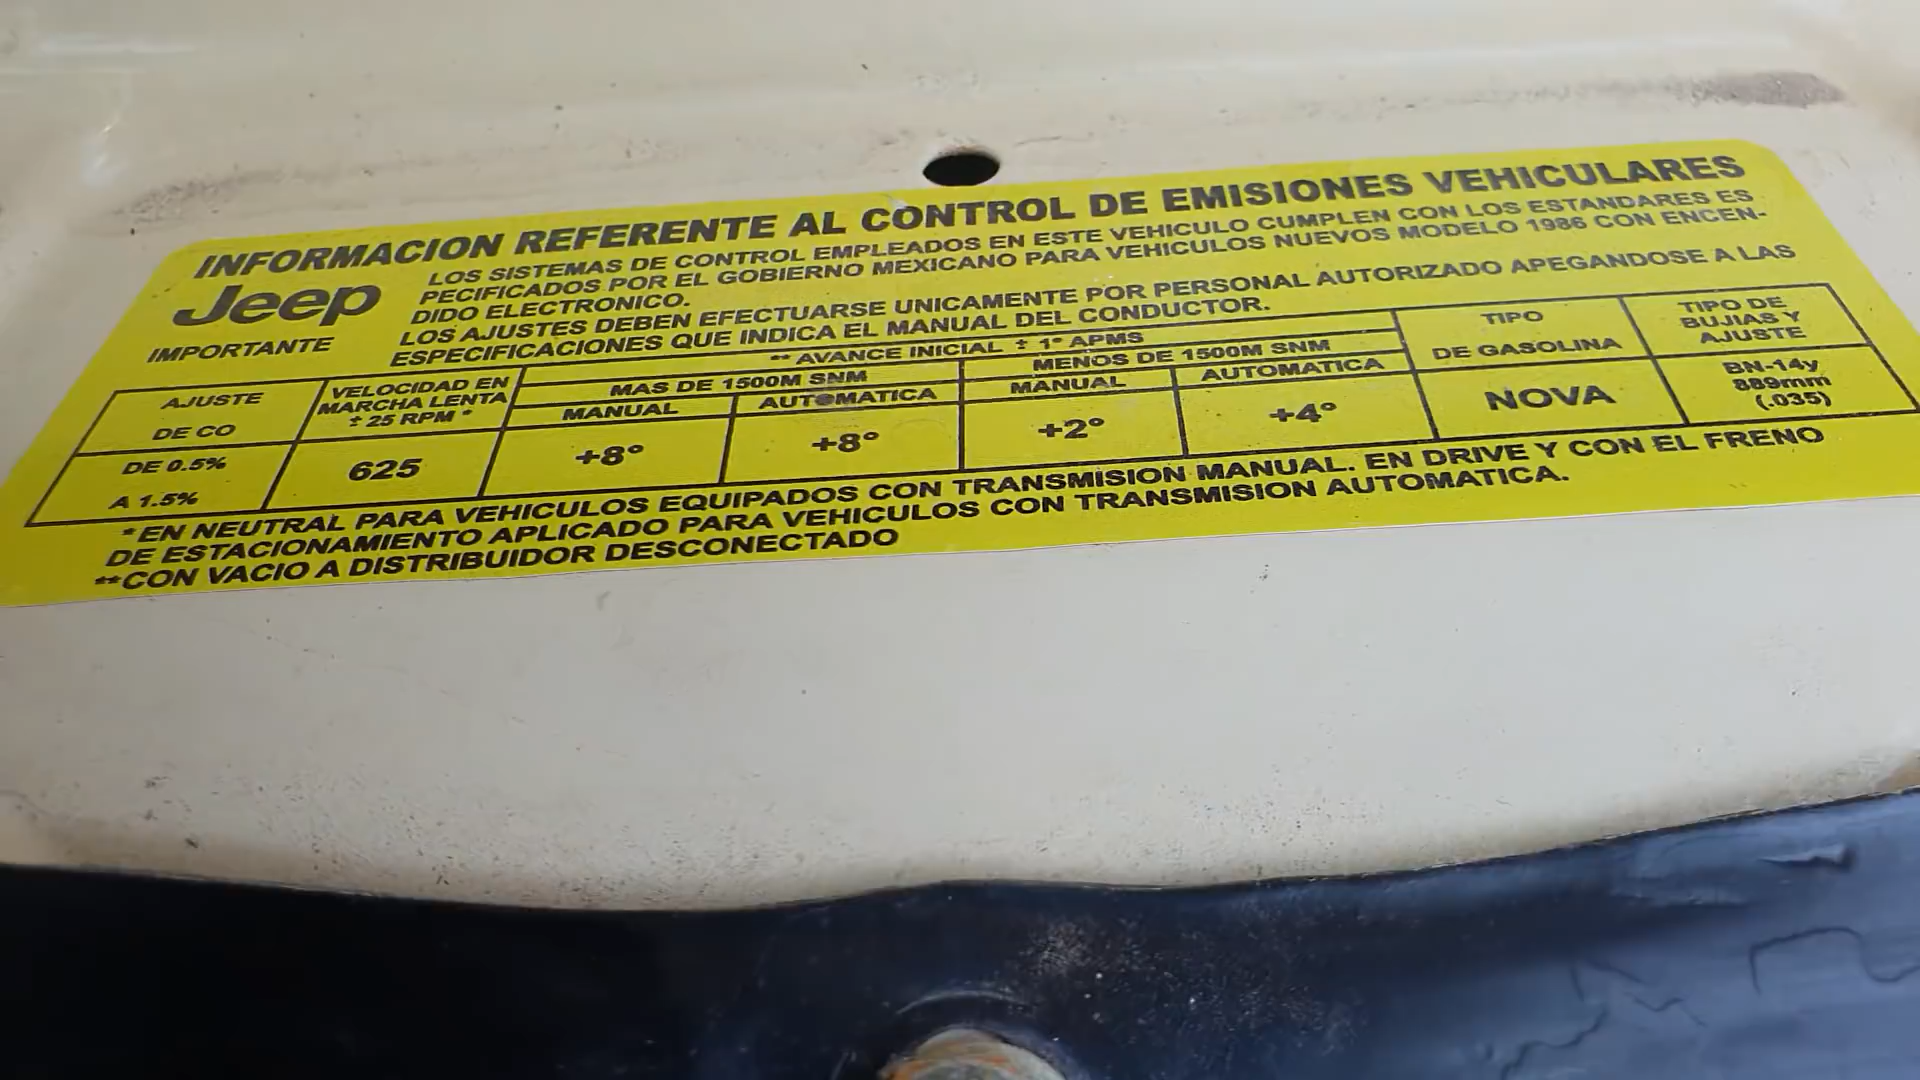 INFORMACION REFERENTE AL CONTROL DE EMISIONES VEHICULARES
Jeep
LOS SISTEMAS DE CONTROL EMPLEADOS EN ESTE VEHICULO CUMPLEN CON LOS ESTANDARES ES
PECIFICADOS POR EL GOBIERNO MEXICANO PARA VEHICULOS NUEVOS MODELO 1986 CON ENCEN-
DIDO ELECTRONICO.
IMPORTANTE
LOS AJUSTES DEBEN EFECTUARSE UNICAMENTE POR PERSONAL AUTORIZADO APEGANDOSE A LAS
ESPECIFICACIONES QUE INDICA EL MANUAL DEL CONDUCTOR.
AJUSTE
DE CO
VELOCIDAD EN
MARCHA LENTA
‡ 25 RPM *
** AVANCE INICIAL ‡ 1° APMS
MAS DE 1500M SNM
MENOS DE 1500M SNM
MANUAL
AUTOMATICA
MANUAL
AUTOMATICA
TIPO
DE GASOLINA
TIPO DE
BUJIAS Y
AJUSTE
DE 0.5%
A 1.5%
625
+8°
+8°
+2°
+4°
NOVA
BN-14y
889mm
(.035)
*EN NEUTRAL PARA VEHICULOS EQUIPADOS CON TRANSMISION MANUAL. EN DRIVE Y CON EL FRENO
DE ESTACIONAMIENTO APLICADO PARA VEHICULOS CON TRANSMISION AUTOMATICA.
**CON VACIO A DISTRIBUIDOR DESCONECTADO